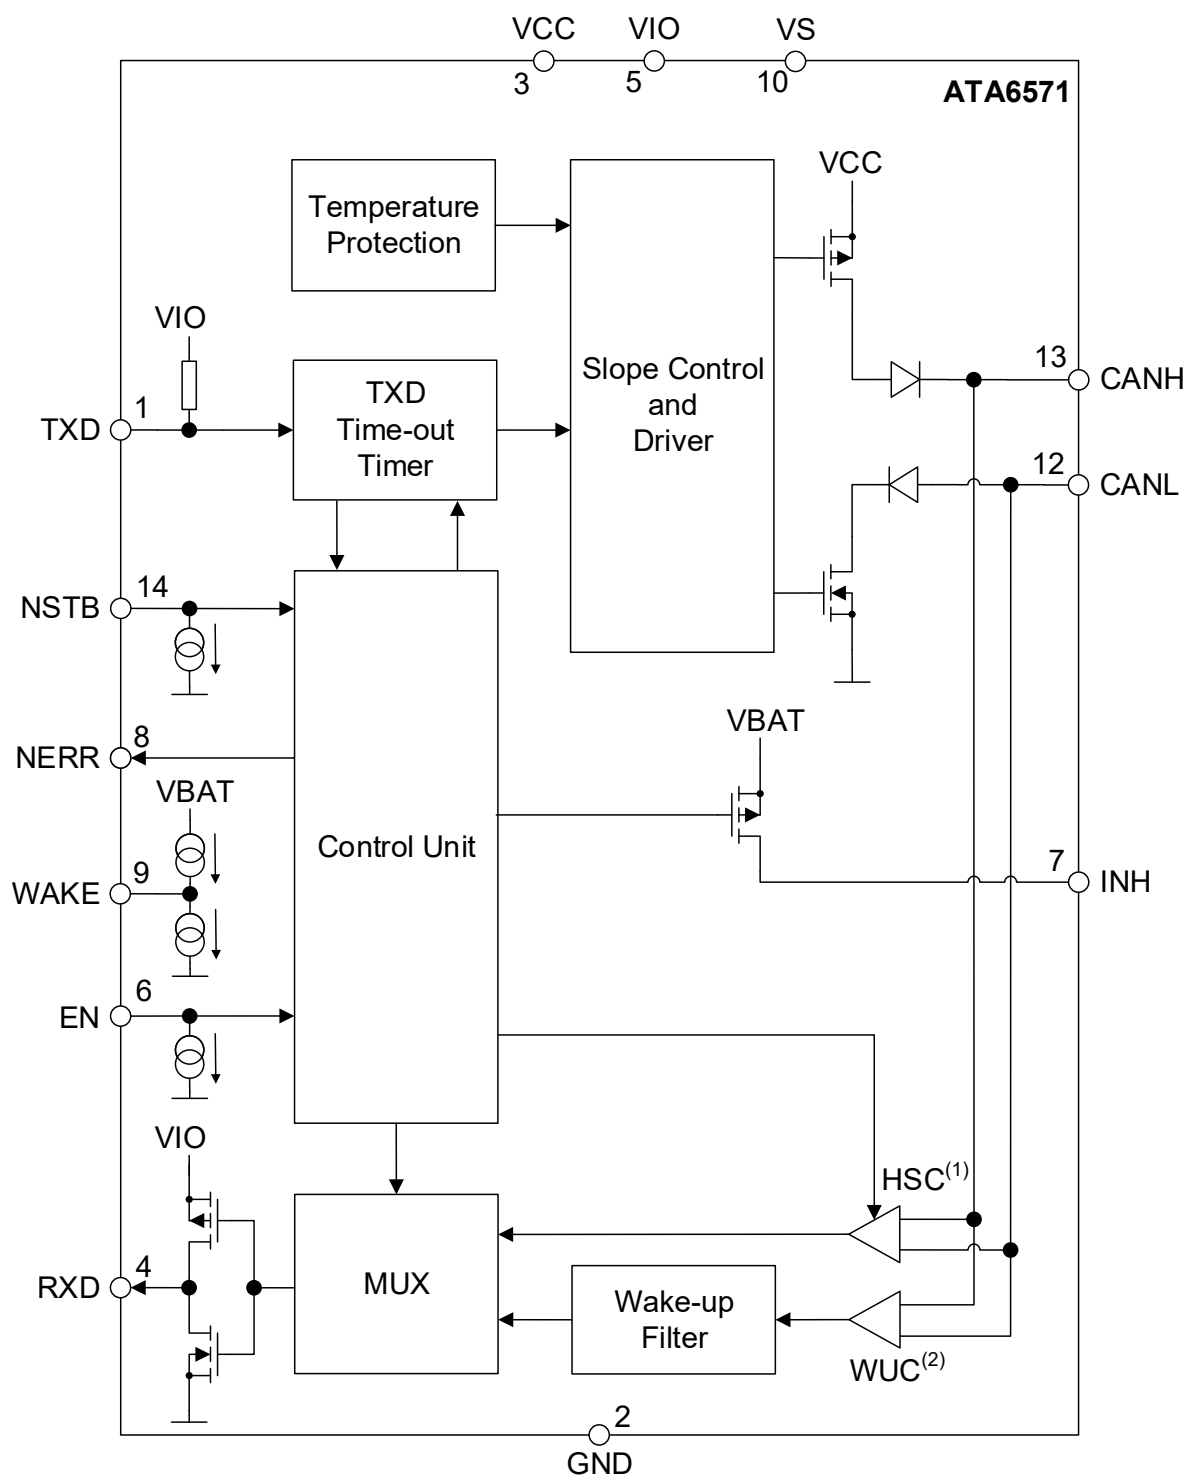 VCC VIO VS
3 5 10
ATA6571
VCC
Temperature
Protection
VIO
TXD 1
TXD
Time-out
Timer
Slope Control
and
Driver
13 CANH
12 CANL
NSTB 14
NERR 8
VBAT
VBAT
WAKE 9
Control Unit
7 INH
EN 6
VIO
HSC(1)
RXD 4
MUX
Wake-up
Filter
WUC(2)
2
GND